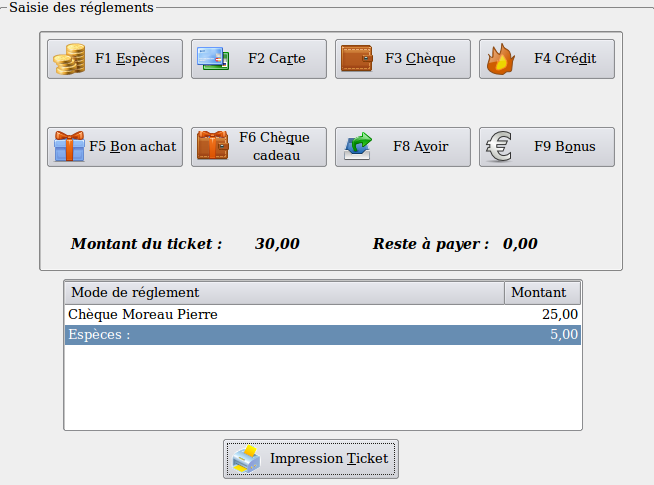 Saisie des réglements
F1 Espèces
F2 Carte
F3 Chèque
F4 Crédit
F5 Bon achat
F6 Chèque
cadeau
F8 Avoir
F9 Bonus
Montant du ticket : 30,00 Reste à payer : 0,00
Mode de réglement Montant
Chèque Moreau Pierre 25,00
Espèces : 5,00
Impression Ticket